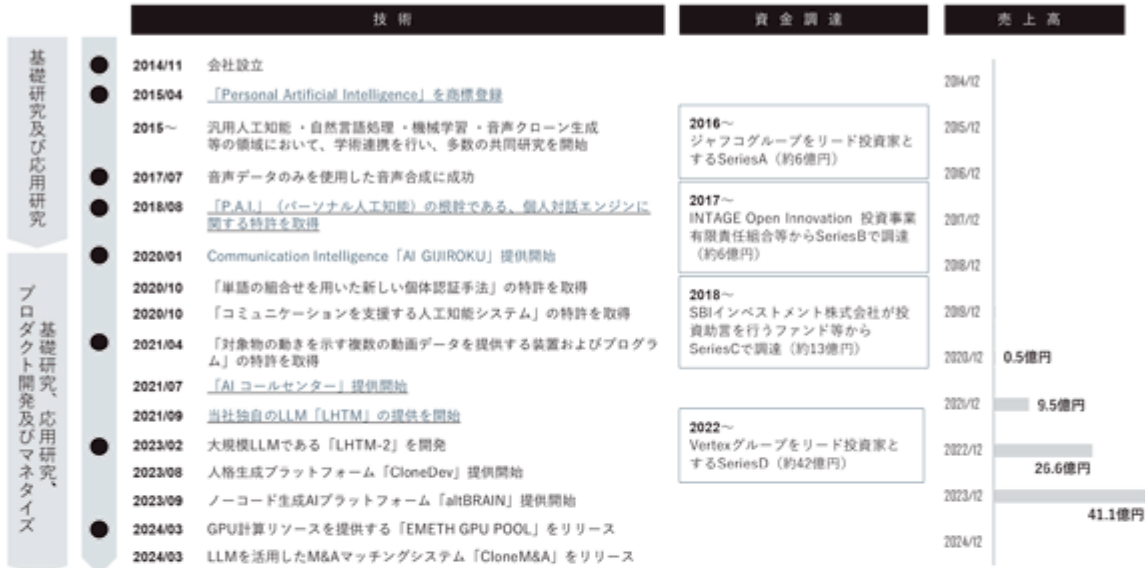 技術
資金調達
売上高
基礎研究及び応用研究
基礎研究、応用研究、
プロダクト開発及びマネタイズ
2014/11 会社設立
2015/04 「Personal Artificial Intelligence」を商標登録
2015～ 汎用人工知能・自然言語処理・機械学習・音声クローン生成
等の領域において、学術連携を行い、多数の共同研究を開始
2017/07 音声データのみを使用した音声合成に成功
2018/08 「P.A.I.」（パーソナル人工知能）の根幹である、個人対話エンジンに
関する特許を取得
2020/01 Communication Intelligence「AI GIJIROKU」提供開始
2020/10 「単語の組合せを用いた新しい個体認証手法」の特許を取得
2020/10 「コミュニケーションを支援する人工知能システム」の特許を取得
2021/04 「対象物の動きを示す複数の動画データを提供する装置およびプログラ
ム」の特許を取得
2021/07 「AI コールセンター」提供開始
2021/09 当社独自のLLM「LHTM」の提供を開始
2023/02 大規模LLMである「LHTM-2」を開発
2023/08 人格生成プラットフォーム「CloneDev」提供開始
2023/09 ノーコード生成AIプラットフォーム「altBRAIN」提供開始
2024/03 GPU計算リソースを提供する「EMETH GPU POOL」をリリース
2024/03 LLMを活用したM&Aマッチングシステム「CloneM&A」をリリース
2016～
ジャフコグループをリード投資家と
するSeriesA（約6億円）
2017～
INTAGE Open Innovation 投資事業
有限責任組合等からSeriesBで調達
（約6億円）
2018～
SBIインベストメント株式会社が投
資助言を行うファンド等から
SeriesCで調達（約13億円）
2022～
Vertexグループをリード投資家と
するSeriesD（約42億円）
2014/12
2015/12
2016/12
2017/12
2018/12
2019/12
2020/12 0.5億円
2021/12 9.5億円
2022/12
26.6億円
2023/12
41.1億円
2024/12